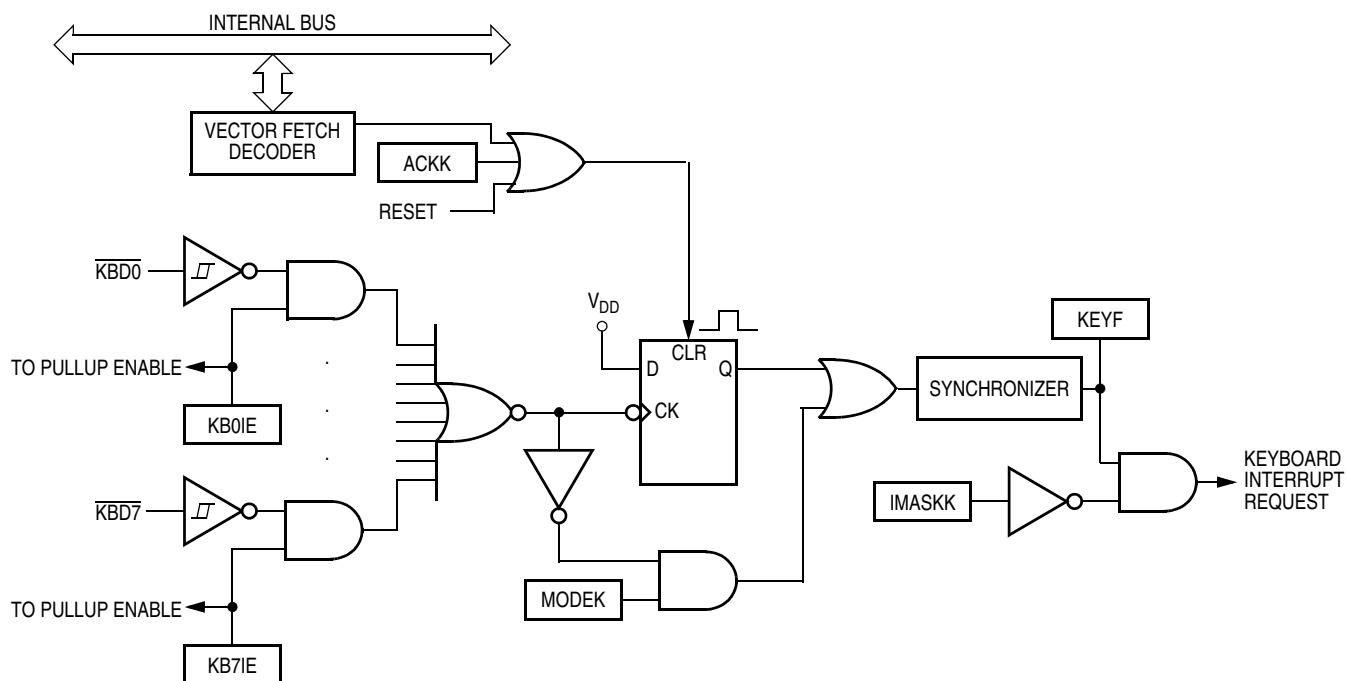 INTERNAL BUS
VECTOR FETCH
DECODER
ACKK
RESET
KBD0
TO PULLUP ENABLE
KB0IE
.
.
.
KBD7
TO PULLUP ENABLE
KB7IE
VDD
D
CLR
Q
CK
MODEK
SYNCHRONIZER
KEYF
IMASKK
KEYBOARD
INTERRUPT
REQUEST